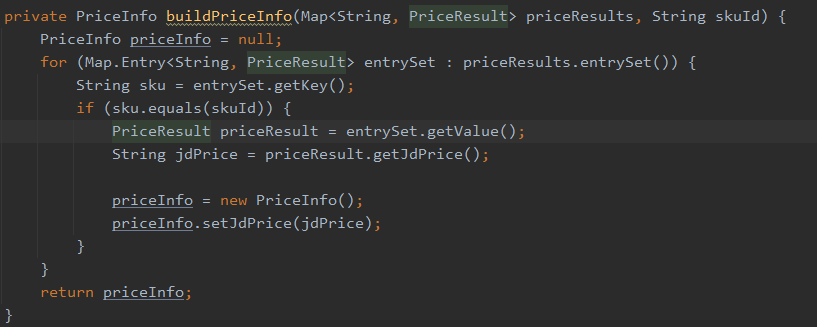 private PriceInfo buildPriceInfo(Map<String, PriceResult> priceResults, String skuId) {
    PriceInfo priceInfo = null;
    for (Map.Entry<String, PriceResult> entrySet : priceResults.entrySet()) {
        String sku = entrySet.getKey();
        if (sku.equals(skuId)) {
            PriceResult priceResult = entrySet.getValue();
            String jdPrice = priceResult.getJdPrice();

            priceInfo = new PriceInfo();
            priceInfo.setJdPrice(jdPrice);
        }
    }
    return priceInfo;
}